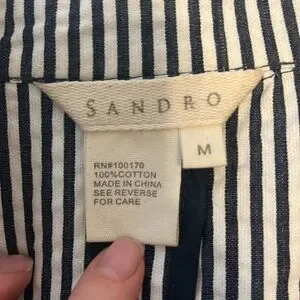 SANDRO
M
RN#100170
100%COTTON
MADE IN CHINA
SEE REVERSE
FOR CARE